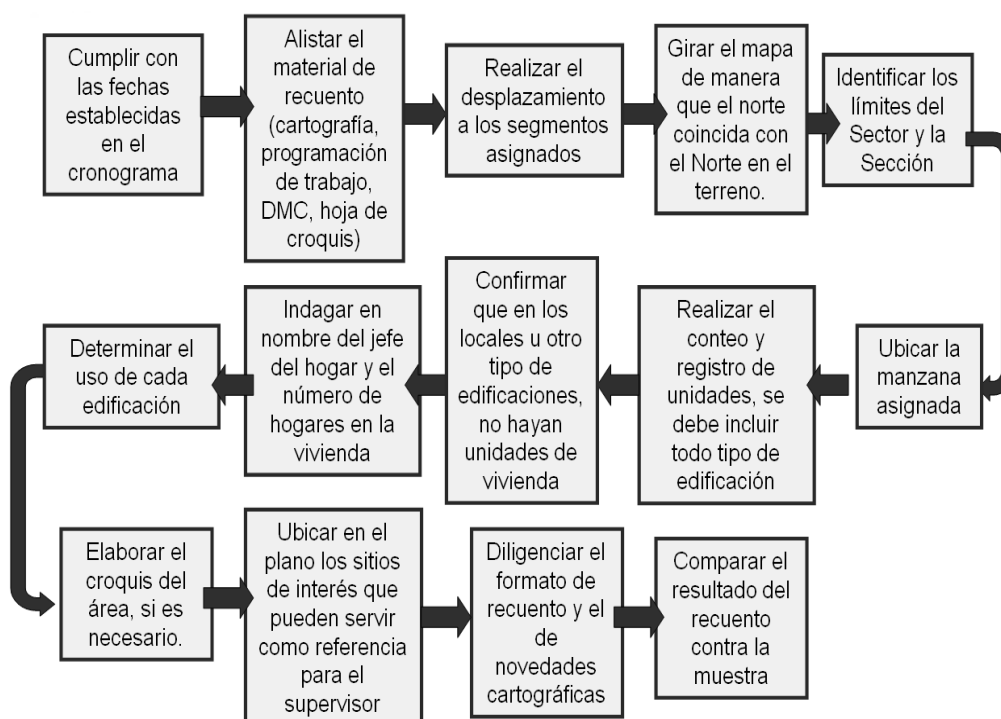 Cumplir con
las fechas
establecidas
en el
cronograma
Alistar el
material de
recuento
(cartografía,
programación
de trabajo,
DMC, hoja de
croquis)
Realizar el
desplazamiento
a los segmentos
asignados
Girar el mapa
de manera
que el norte
coincida con
el Norte en el
terreno.
Identificar los
límites del
Sector y la
Sección
Ubicar la
manzana
asignada
Realizar el
conteo y
registro de
unidades, se
debe incluir
todo tipo de
edificación
Confirmar
que en los
locales u otro
tipo de
edificaciones,
no hayan
unidades de
vivienda
Indagar en
nombre del jefe
del hogar y el
número de
hogares en la
vivienda
Determinar el
uso de cada
edificación
Elaborar el
croquis del
área, si es
necesario.
Ubicar en el
plano los sitios
de interés que
pueden servir
como referencia
para el
supervisor
Diligenciar el
formato de
recuento y el
de
novedades
cartográficas
Comparar el
resultado del
recuento
contra la
muestra